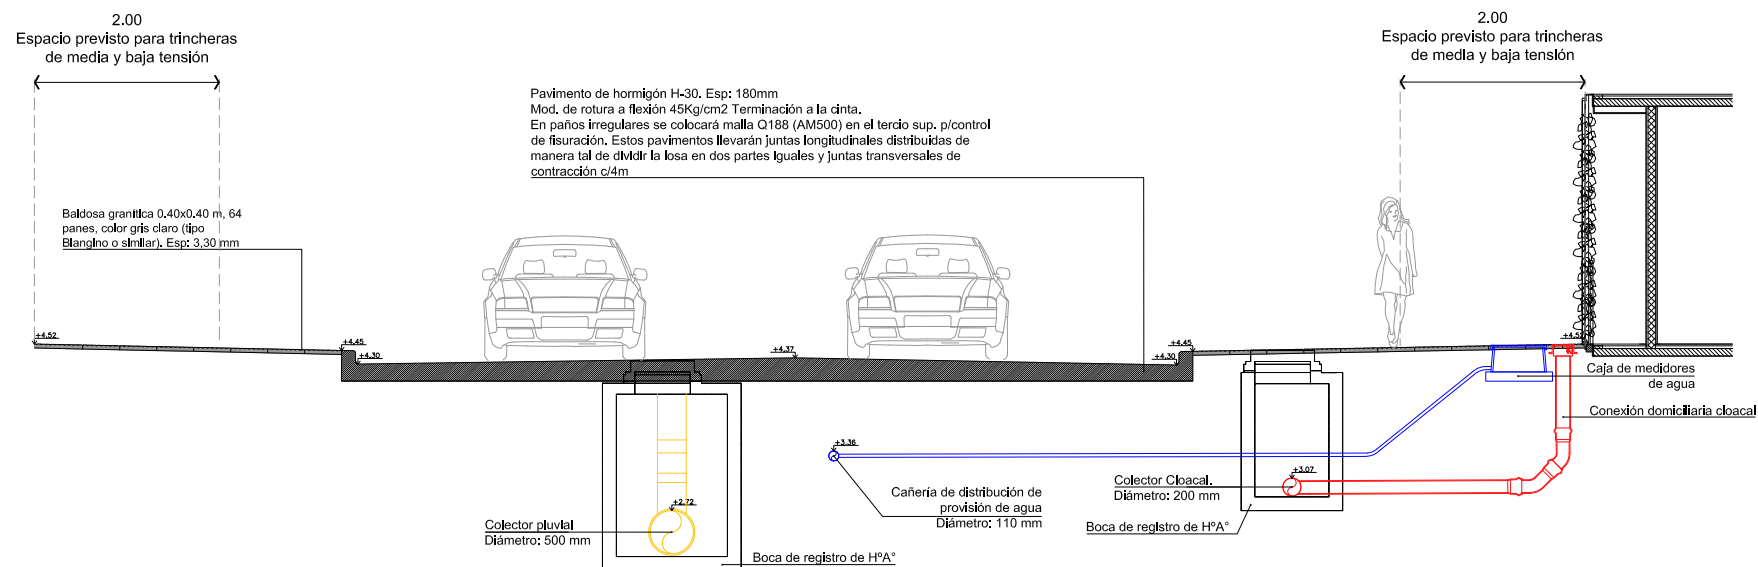 2.00
Espacio previsto para trincheras
de media y baja tensión
2.00
Espacio previsto para trincheras
de media y baja tensión
Pavimento de hormigón H-30. Esp: 180mm
Mod. de rotura a flexión 45Kg/cm2 Terminación a la cinta.
En paños irregulares se colocará malla Q188 (AM500) en el tercio sup. p/control
de fisuración. Estos pavimentos llevarán juntas longitudinales distribuidas de
manera tal de dividir la losa en dos partes iguales y juntas transversales de
contracción c/4m
Baldosa granítica 0.40x0.40 m, 64
panes, color gris claro (tipo
Blangino o similar). Esp: 3,30 mm
+4.52
+4.45
+4.30
+4.37
+4.30
+4.45
+4.52
Caja de medidores
de agua
Conexión domiciliaria cloacal
+3.36
+3.07
Colector Cloacal.
Diámetro: 200 mm
Cañería de distribución de
provisión de agua
Diámetro: 110 mm
+2.72
Colector pluvial
Diámetro: 500 mm
Boca de registro de HºA°
Boca de registro de HºA°